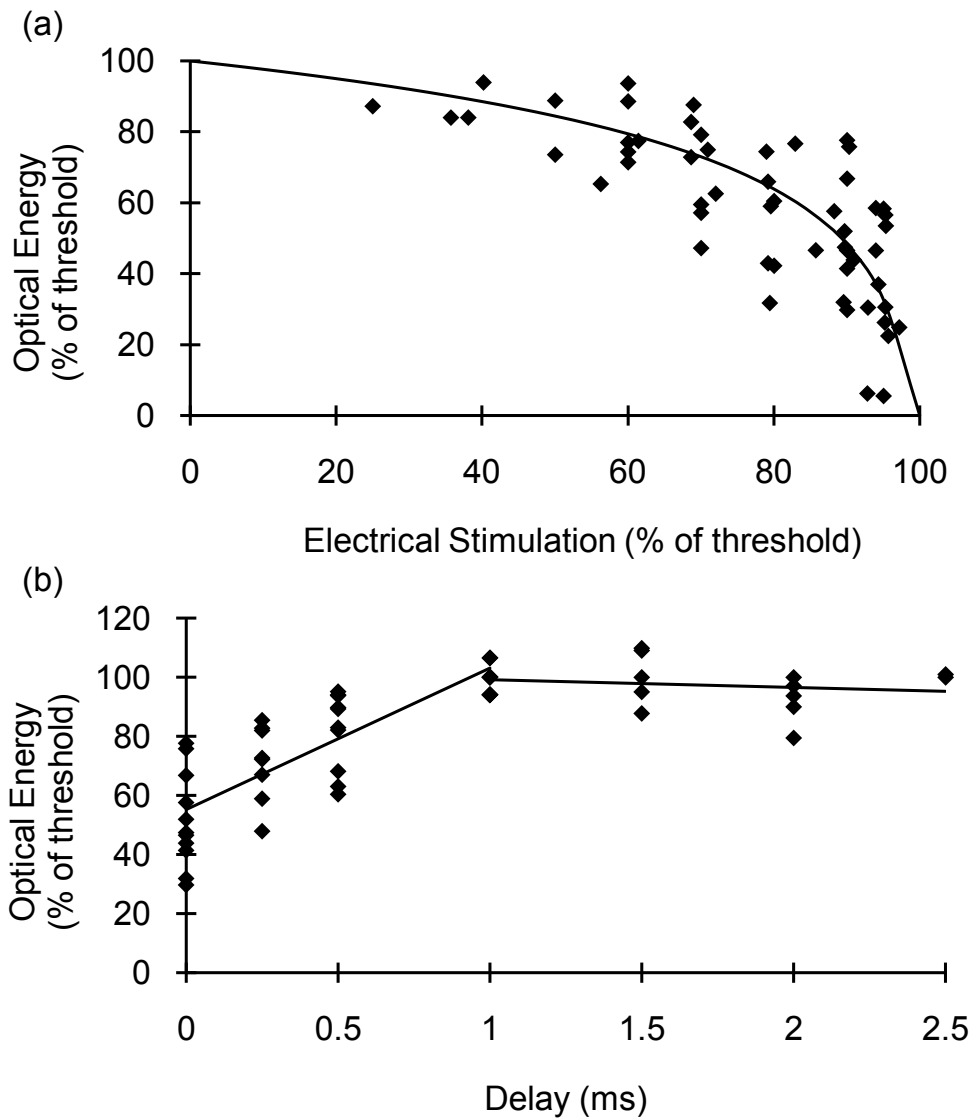 (a)
100
80
60
40
20
0
Optical Energy
(% of threshold)
0 20 40 60 80 100
Electrical Stimulation (% of threshold)
(b)
120
100
80
60
40
20
0
Optical Energy
(% of threshold)
0 0.5 1 1.5 2 2.5
Delay (ms)